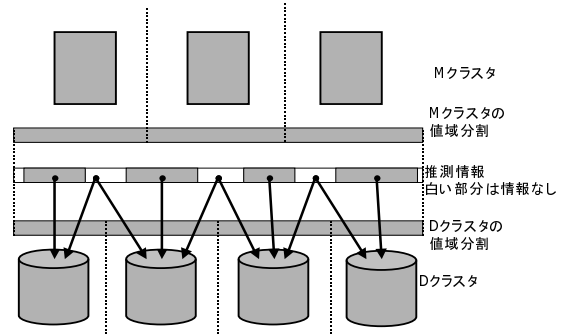 Mクラスタ
Mクラスタの
値域分割
推測情報
白い部分は情報なし
Dクラスタの
値域分割
Dクラスタ